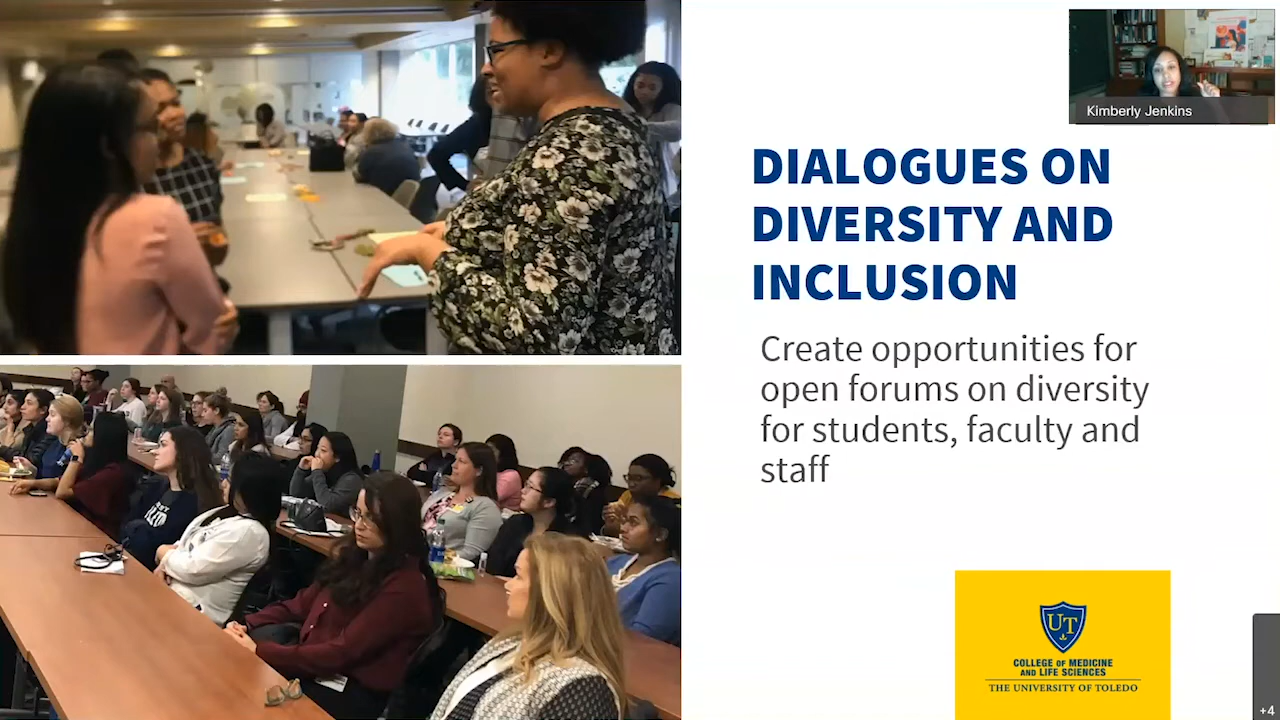 Kimberly Jenkins
DIALOGUES ON
DIVERSITY AND
INCLUSION
Create opportunities for
open forums on diversity
for students, faculty and
staff
UT
COLLEGE OF MEDICINE
AND LIFE SCIENCES
THE UNIVERSITY OF TOLEDO
+4